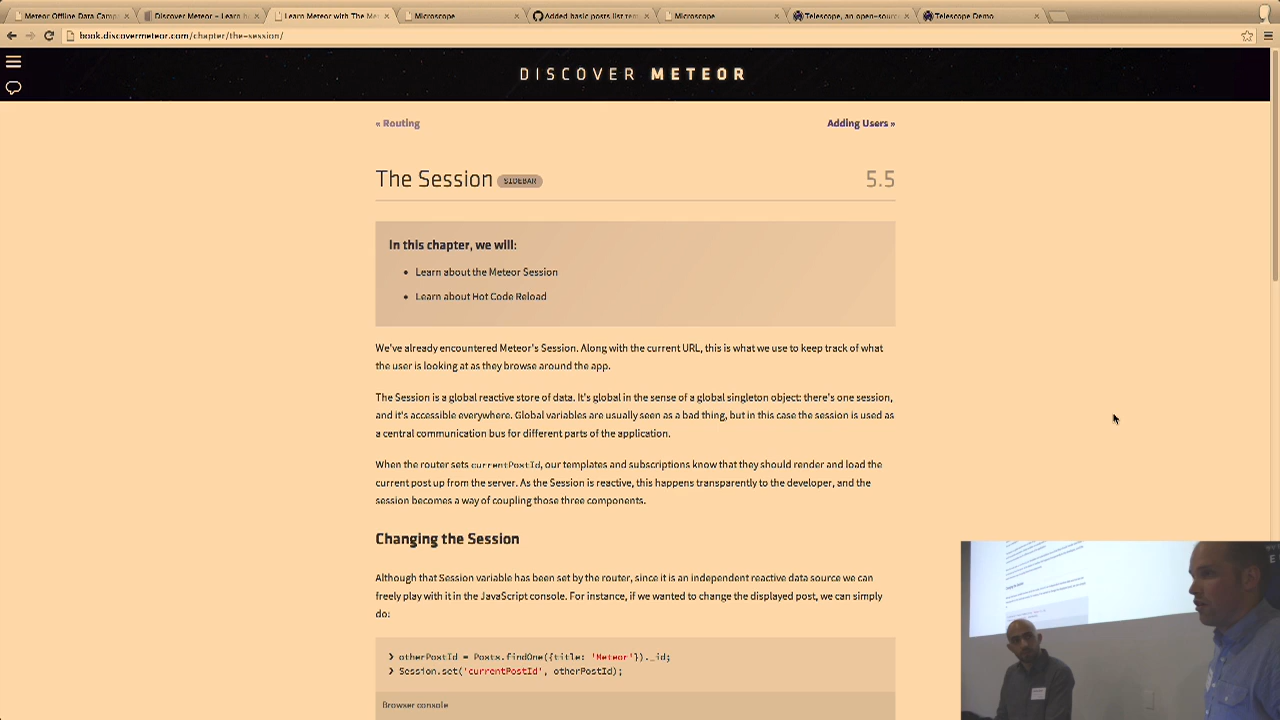 Meteor Offline Data Camp
Discover Meteor – Learn
Learn Meteor with The Me
Microscope
Added basic posts list
Microscope
Telescope, an open-sour
Telescope Demo
book.discovermeteor.com/chapter/the-session/
DISCOVER METEOR
« Routing
Adding Users »
The Session SIDEBAR
5.5
In this chapter, we will:
• Learn about the Meteor Session
• Learn about Hot Code Reload
We've already encountered Meteor's Session. Along with the current URL, this is what we use to keep track of what
the user is looking at as they browse around the app.
The Session is a global reactive store of data. It's global in the sense of a global singleton object: there's one session,
and it's accessible everywhere. Global variables are usually seen as a bad thing, but in this case the session is used as
a central communication bus for different parts of the application.
When the router sets currentPostId, our templates and subscriptions know that they should render and load the
current post up from the server. As the Session is reactive, this happens transparently to the developer, and the
session becomes a way of coupling those three components.
Changing the Session
Although that Session variable has been set by the router, since it is an independent reactive data source we can
freely play with it in the JavaScript console. For instance, if we wanted to change the displayed post, we can simply
do:
❯ otherPostId = Posts.findOne({title: 'Meteor'})._id;
❯ Session.set('currentPostId', otherPostId);
Browser console